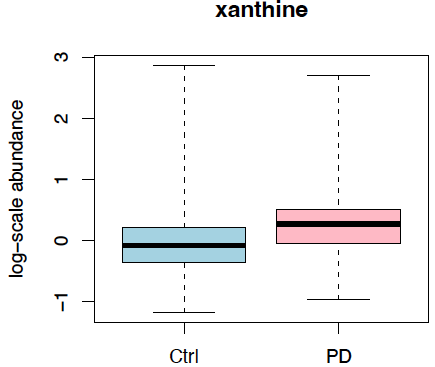 xanthine
log−scale abundance
3
2
1
0
−1
Ctrl
PD